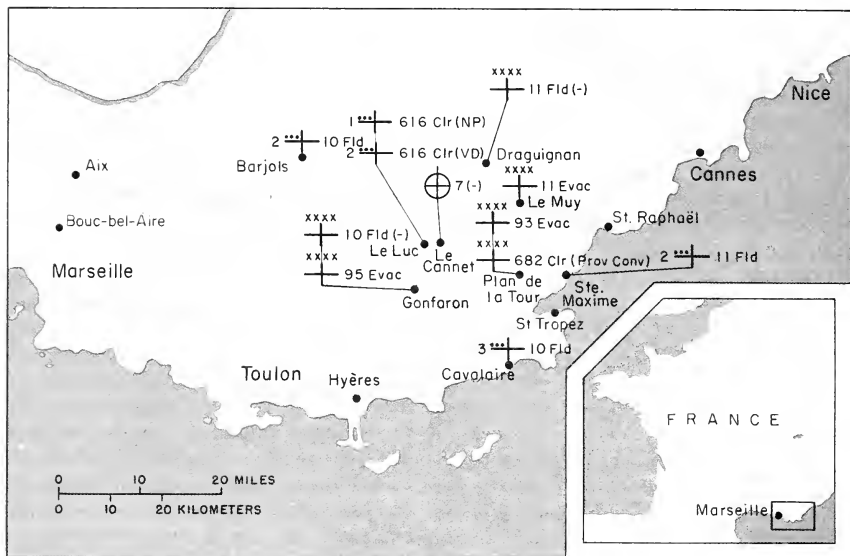 xxxx
11 Fld (-)
Nice
1 616 Clr (NP)
2 10 Fld
2 616 Clr (VD)
Barjols
Draguignan
Aix
Cannes
7 (-)
xxxx
11 Evac
Le Muy
Bouc-bel-Aire
xxxx
10 Fld (-)
xxxx
93 Evac
St. Raphaël
Le Luc
Le
Cannet
xxxx
682 Clr (Prov Conv)
2 11 Fld
Marseille
xxxx
95 Evac
Gonfaron
Plan de
la Tour
Ste.
Maxime
St Tropez
3 10 Fld
Cavalaire
Toulon
Hyères
0 10 20 MILES
0 10 20 KILOMETERS
FRANCE
Marseille